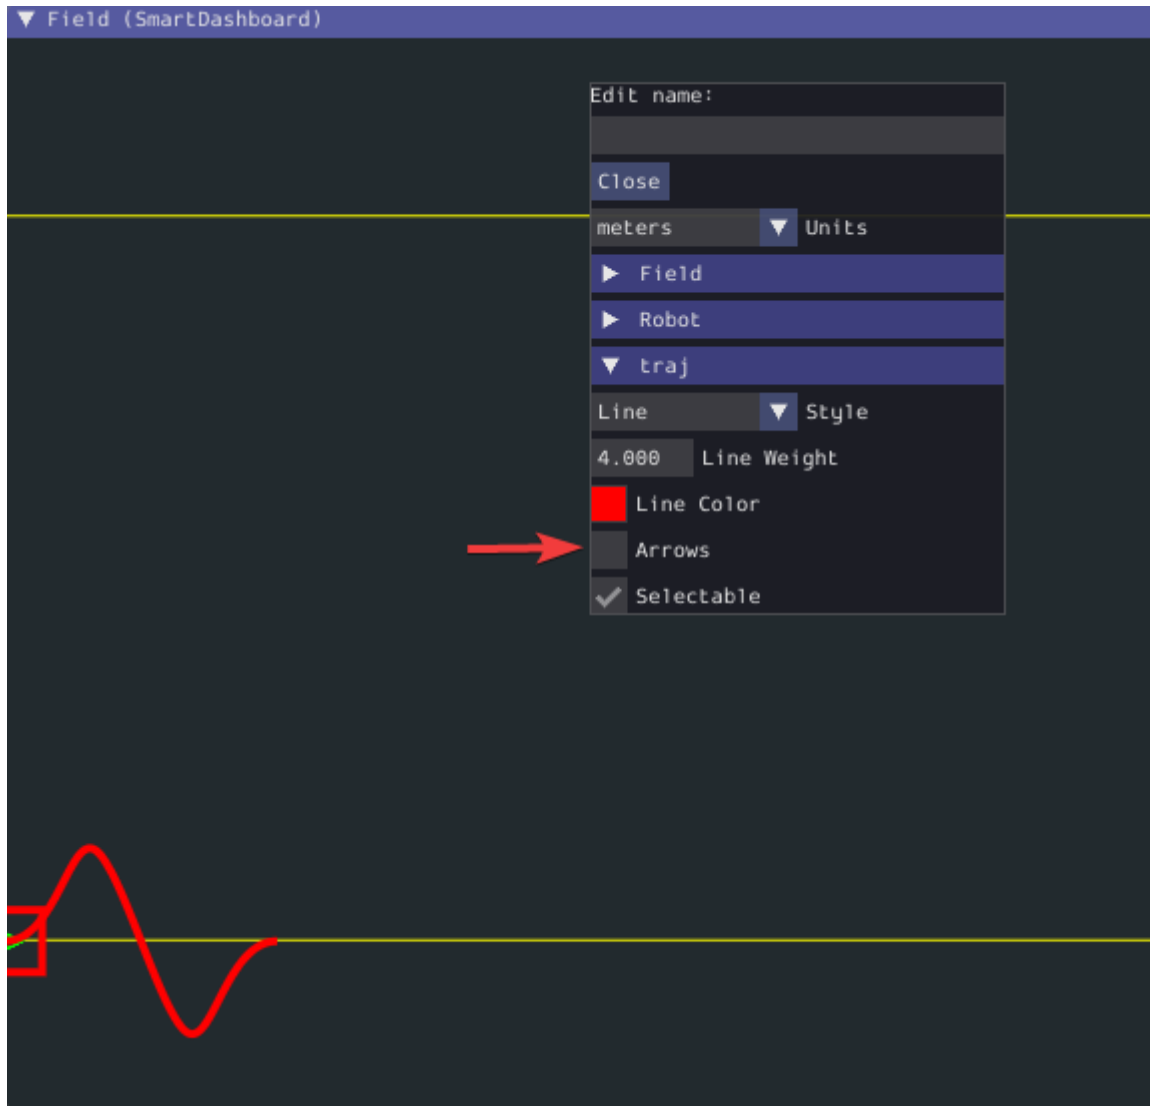 Field (SmartDashboard)
Edit name:
Close
meters Units
Field
Robot
traj
Line Style
4.000 Line Weight
Line Color
Arrows
Selectable